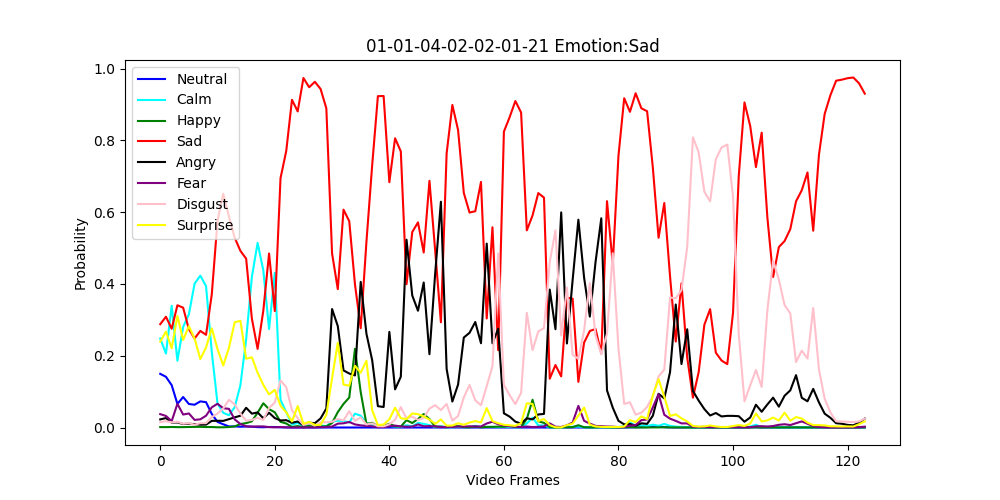 01-01-04-02-02-01-21 Emotion:Sad
1.0
0.8
0.6
0.4
0.2
0.0
Probability
Neutral
Calm
Happy
Sad
Angry
Fear
Disgust
Surprise
0 20 40 60 80 100 120
Video Frames